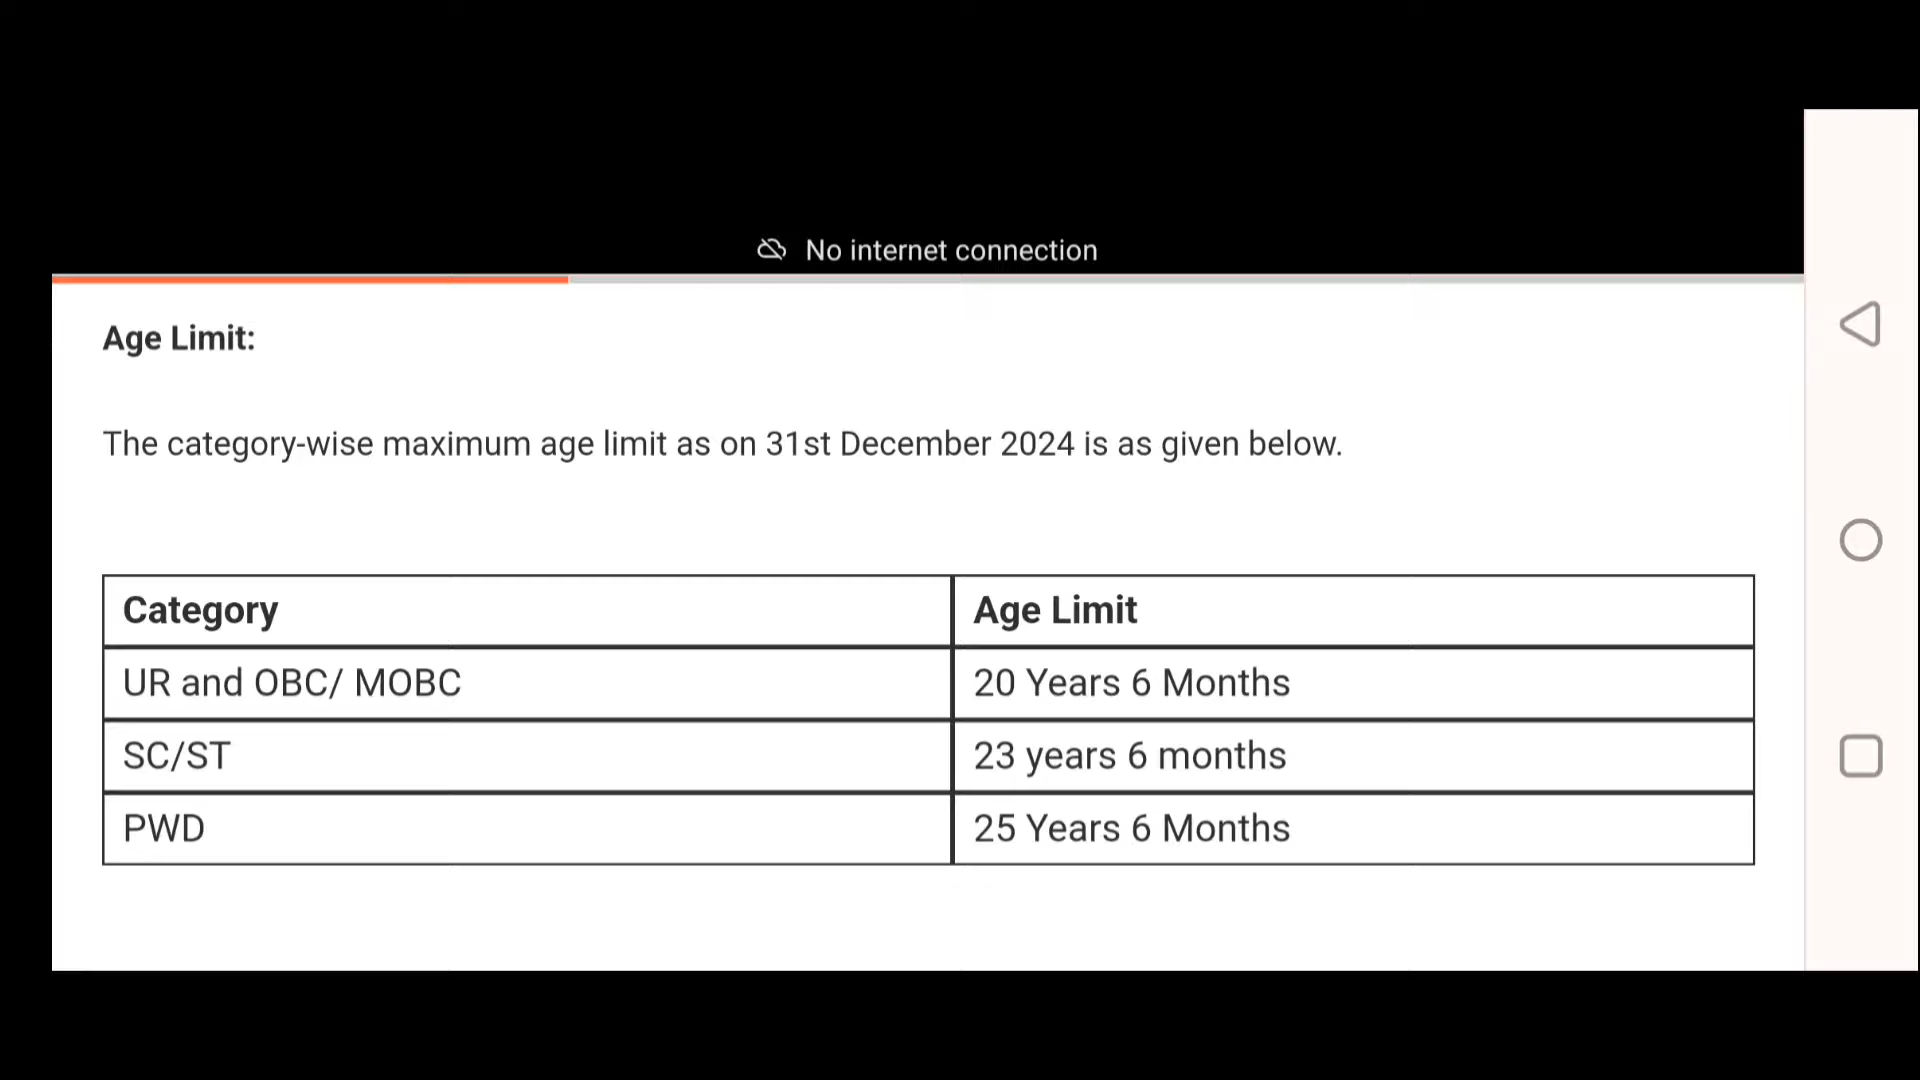 No internet connection
Age Limit:
The category-wise maximum age limit as on 31st December 2024 is as given below.
Category Age Limit
UR and OBC/ MOBC 20 Years 6 Months
SC/ST 23 years 6 months
PWD 25 Years 6 Months